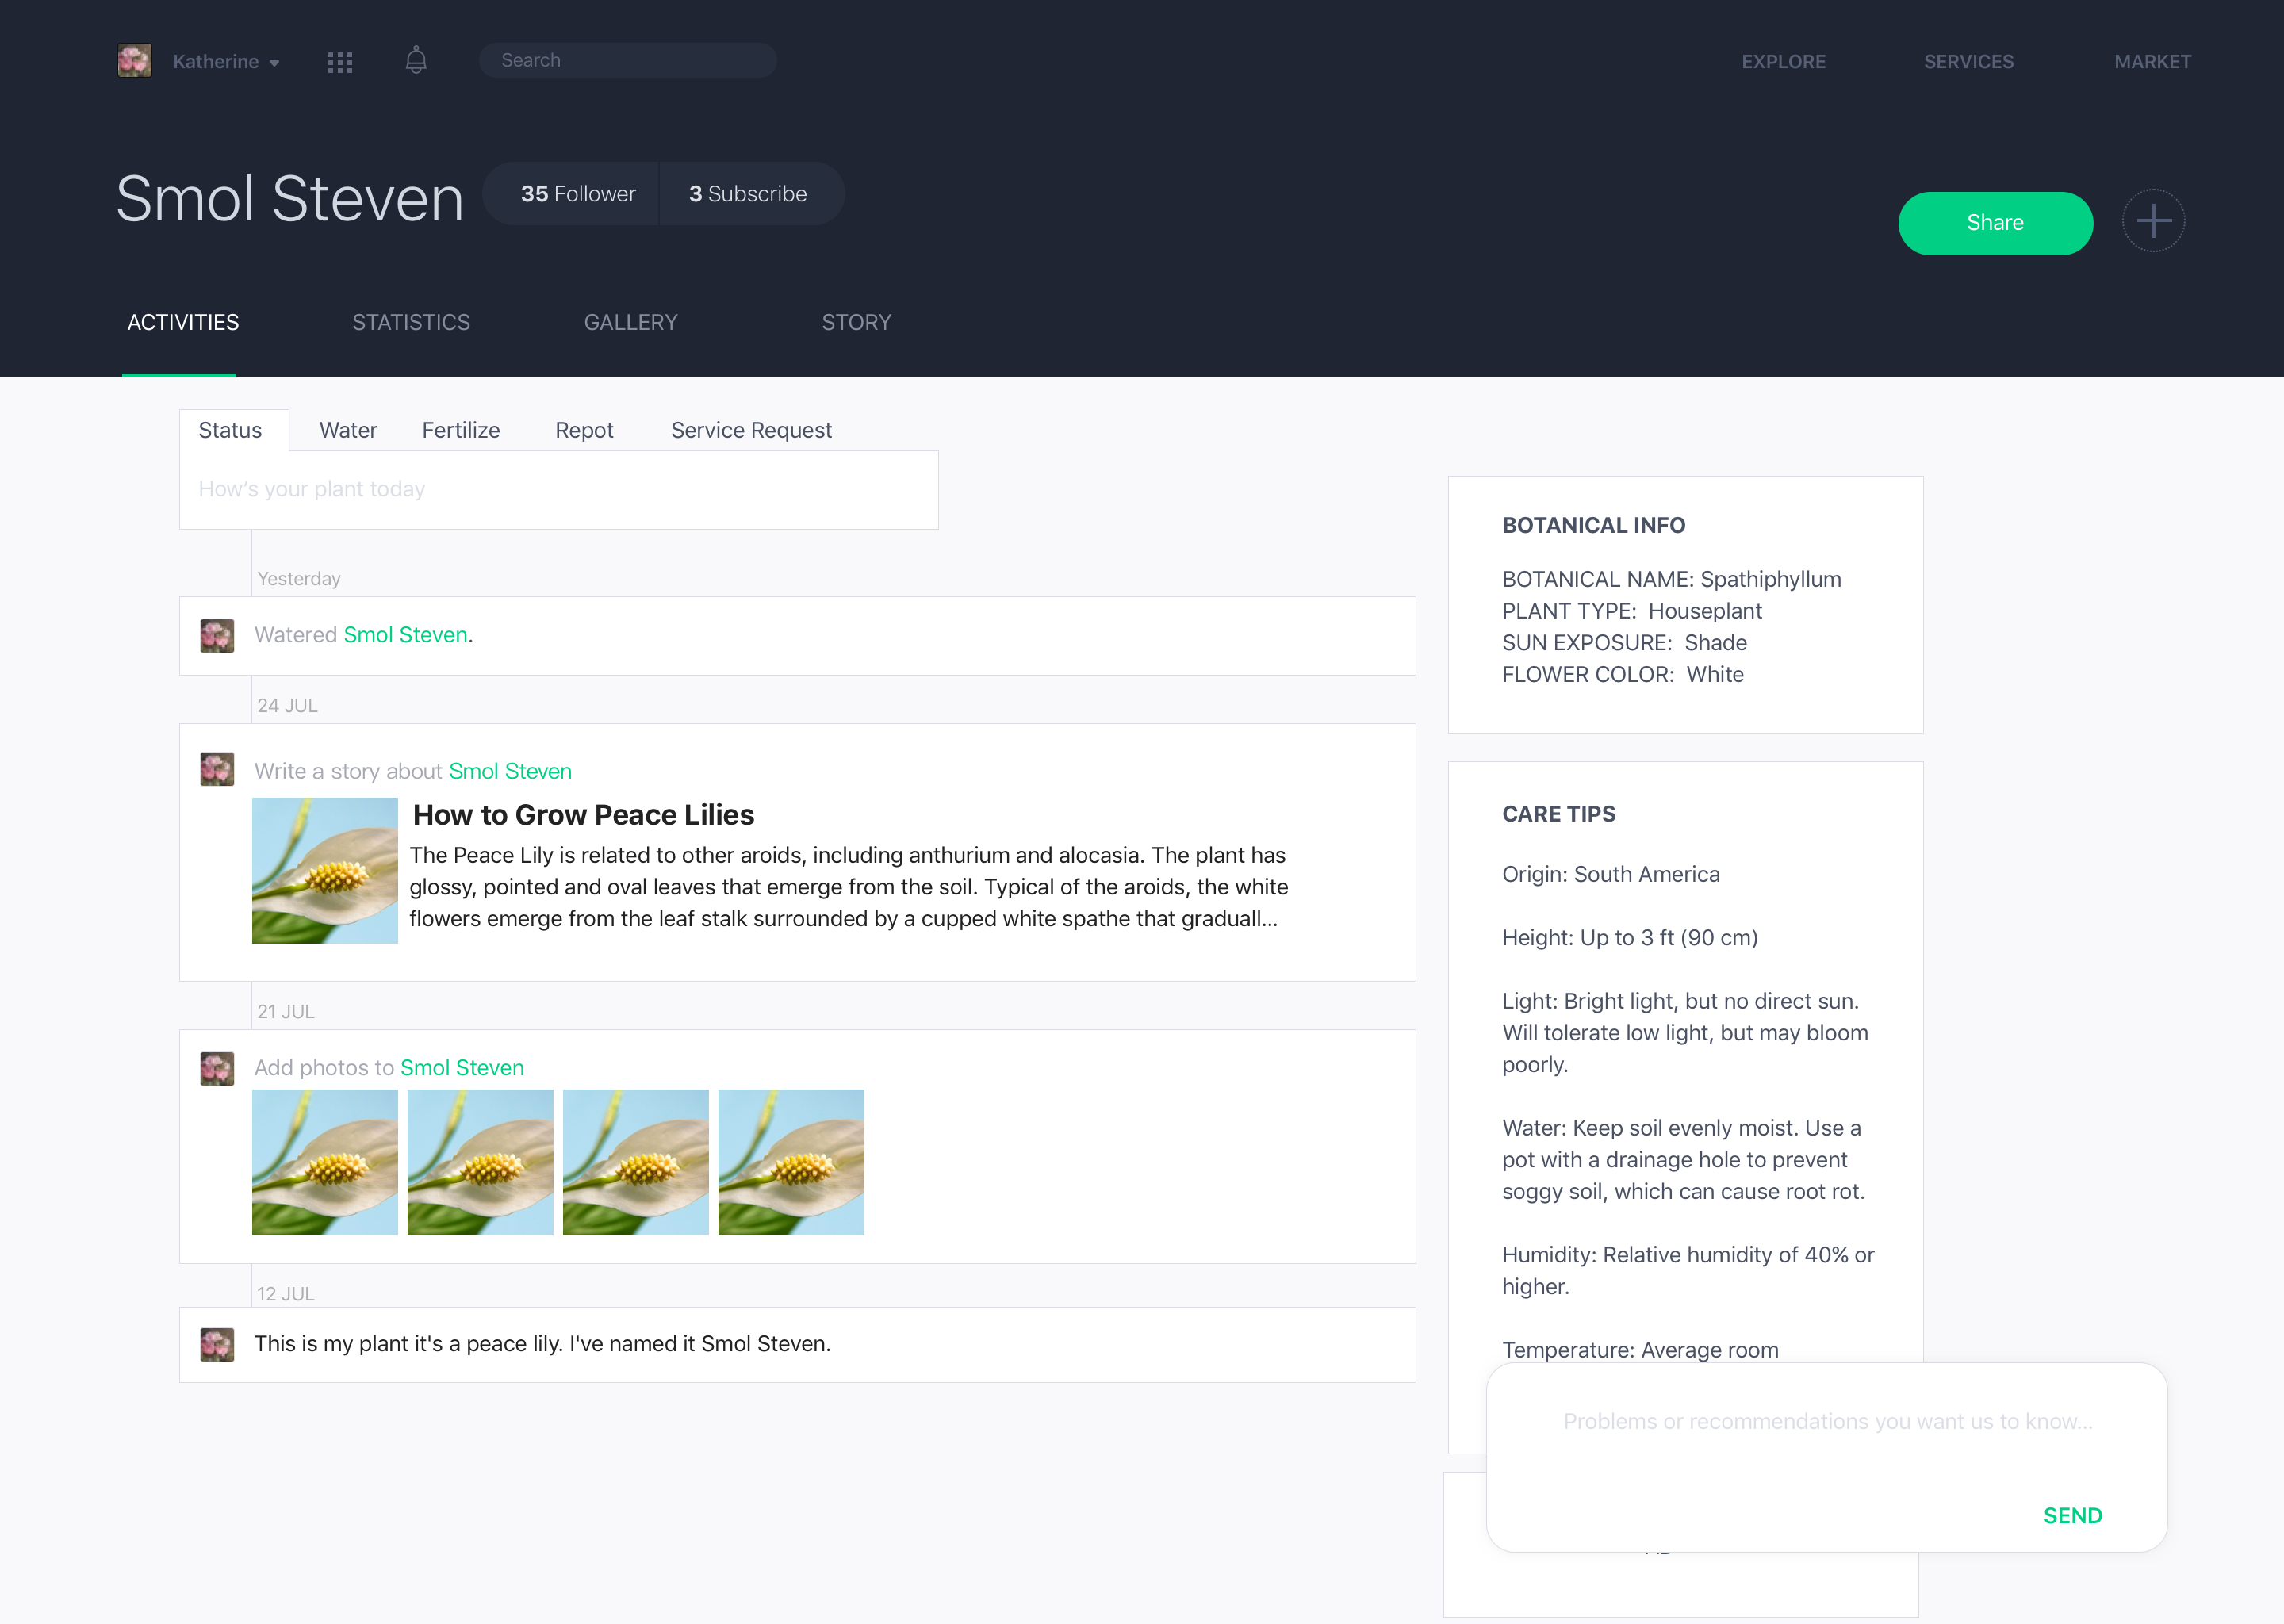 Katherine
Search
EXPLORE
SERVICES
MARKET
Smol Steven
35 Follower
3 Subscribe
Share
ACTIVITIES
STATISTICS
GALLERY
STORY
Status
Water
Fertilize
Repot
Service Request
How’s your plant today
Yesterday
Watered Smol Steven.
24 JUL
Write a story about Smol Steven
How to Grow Peace Lilies
The Peace Lily is related to other aroids, including anthurium and alocasia. The plant has
glossy, pointed and oval leaves that emerge from the soil. Typical of the aroids, the white
flowers emerge from the leaf stalk surrounded by a cupped white spathe that graduall...
21 JUL
Add photos to Smol Steven
12 JUL
This is my plant it's a peace lily. I've named it Smol Steven.
BOTANICAL INFO
BOTANICAL NAME: Spathiphyllum
PLANT TYPE: Houseplant
SUN EXPOSURE: Shade
FLOWER COLOR: White
CARE TIPS
Origin: South America
Height: Up to 3 ft (90 cm)
Light: Bright light, but no direct sun.
Will tolerate low light, but may bloom
poorly.
Water: Keep soil evenly moist. Use a
pot with a drainage hole to prevent
soggy soil, which can cause root rot.
Humidity: Relative humidity of 40% or
higher.
Temperature: Average room
Problems or recommendations you want us to know...
SEND